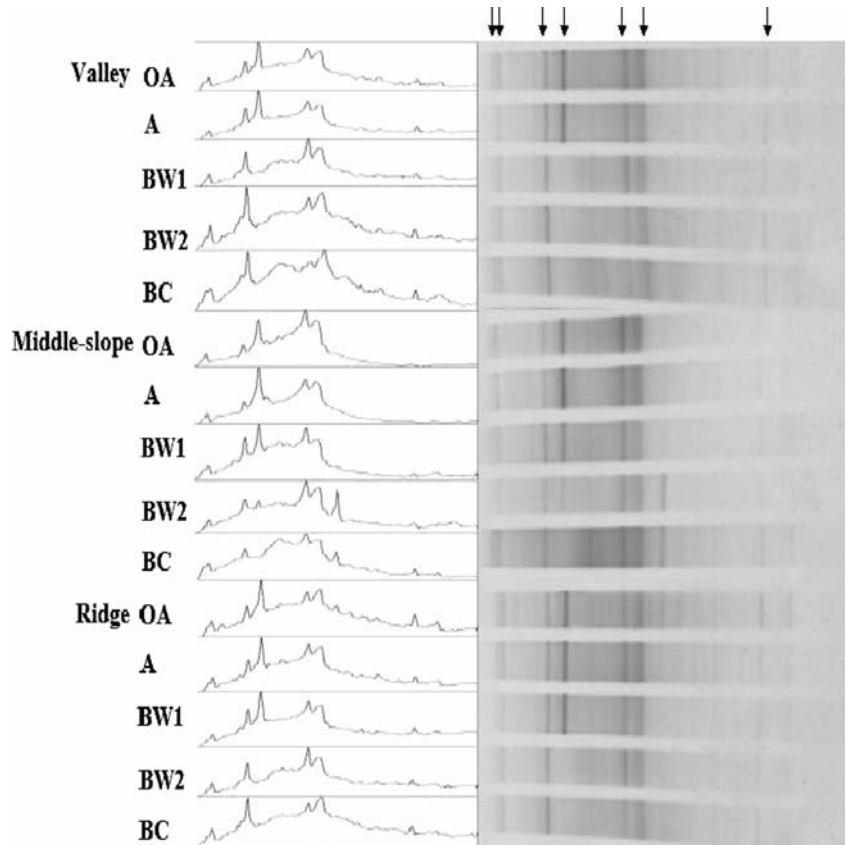 Valley OA
A
BW1
BW2
BC
Middle-slope OA
A
BW1
BW2
BC
Ridge OA
A
BW1
BW2
BC